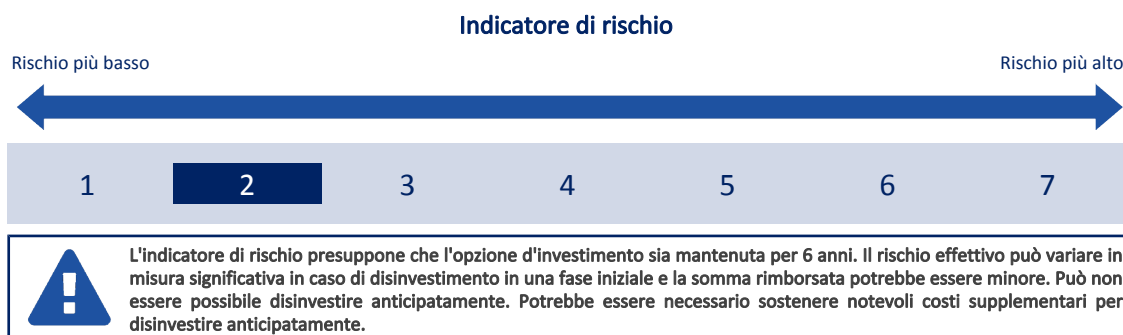 Indicatore di rischio
Rischio più basso
Rischio più alto
1 2 3 4 5 6 7
L'indicatore di rischio presuppone che l'opzione d'investimento sia mantenuta per 6 anni. Il rischio effettivo può variare in
misura significativa in caso di disinvestimento in una fase iniziale e la somma rimborsata potrebbe essere minore. Può non
essere possibile disinvestire anticipatamente. Potrebbe essere necessario sostenere notevoli costi supplementari per
disinvestire anticipatamente.